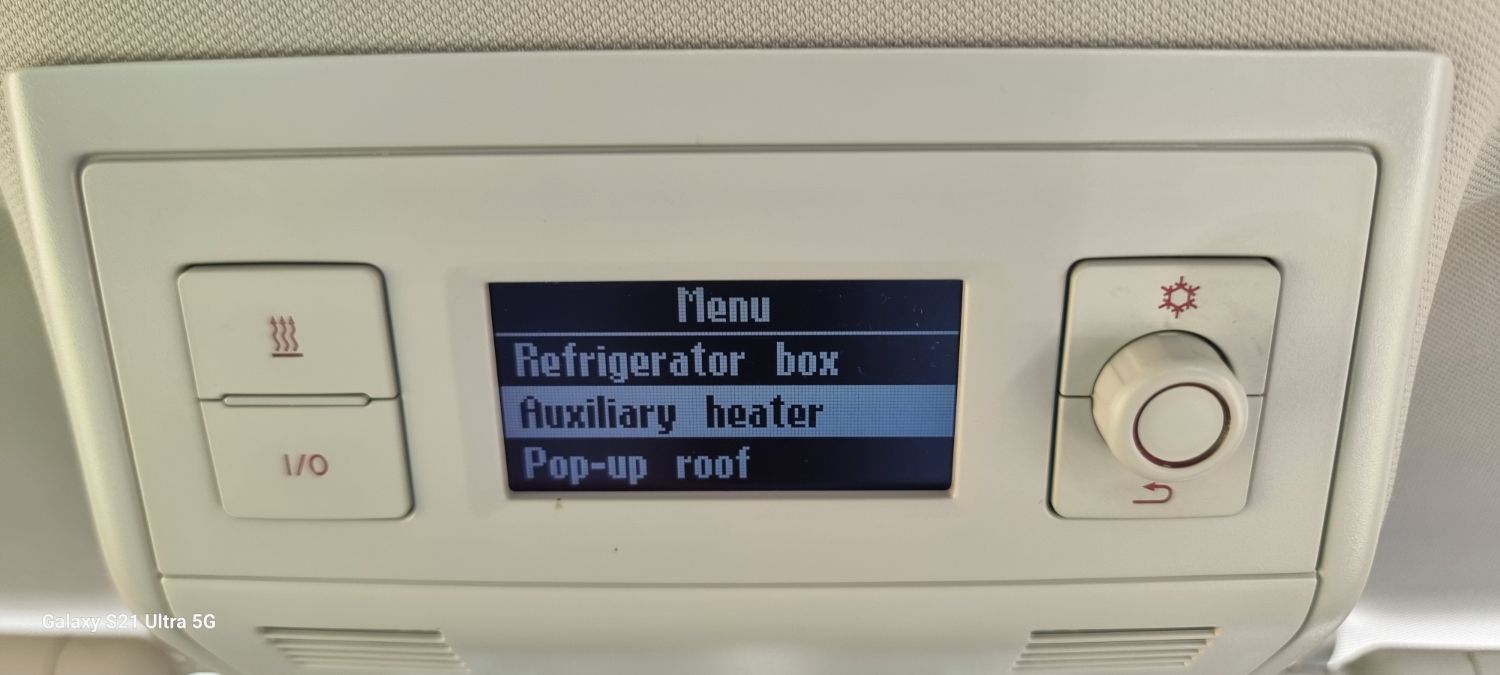 Menu
Refrigerator box
Auxiliary heater
Pop-up roof
I/O
Galaxy S21 Ultra 5G